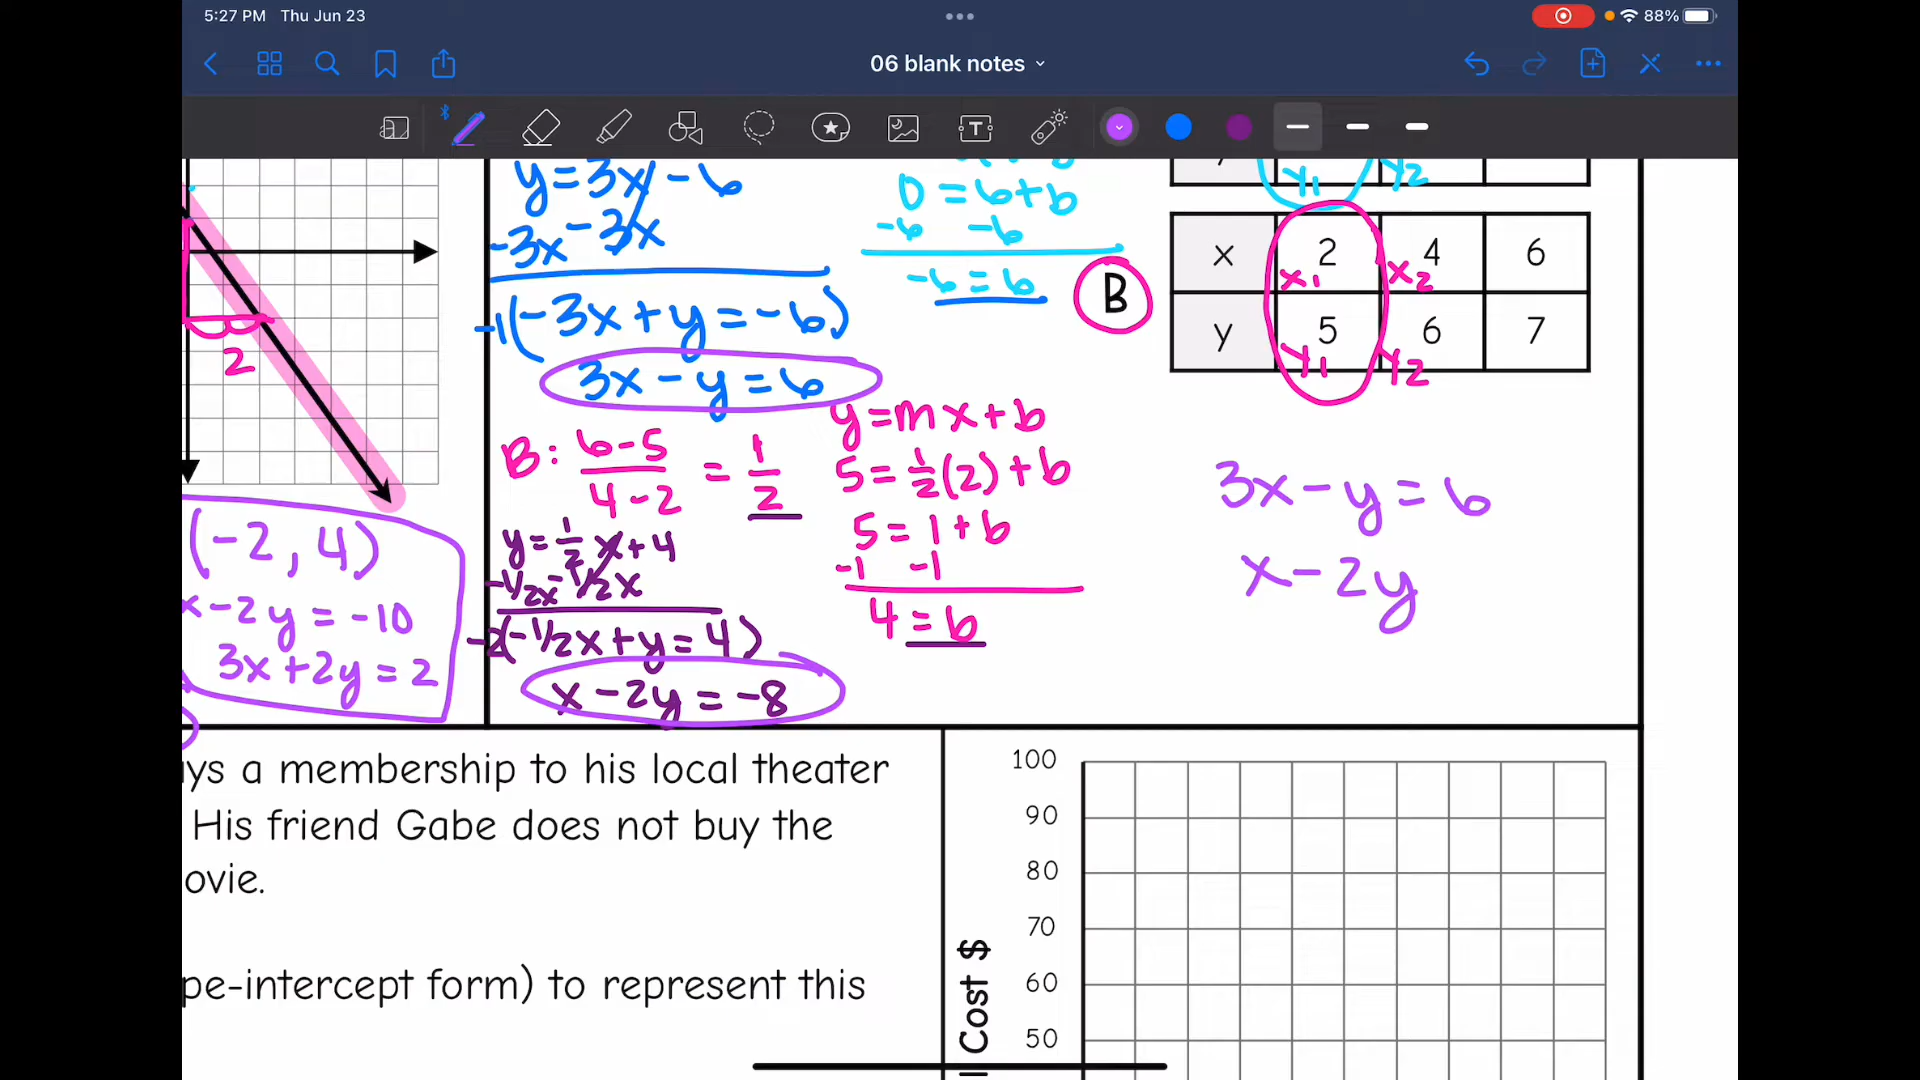 5:27 PM Thu Jun 23
88%
06 blank notes
2
(-2, 4)
x-2y = -10
3x+2y = 2
y=3x-6
-3x -3x
-1(-3x+y=-6)
3x-y=6
0 = 6+b
-6 -6
-6 = b
B: 6-5
4-2
= 1
2
y=1/2x+4
-1/2x -1/2x
-2(-1/2x+y=4)
x-2y = -8
y=mx+b
5=1/2(2)+b
5=1+b
-1 -1
4=b
y1 y2
B
x 2 4 6
x1 x2
y 5 6 7
y1 y2
3x-y=6
x-2y
ys a membership to his local theater
His friend Gabe does not buy the
ovie.
pe-intercept form) to represent this
Cost $
100
90
80
70
60
50